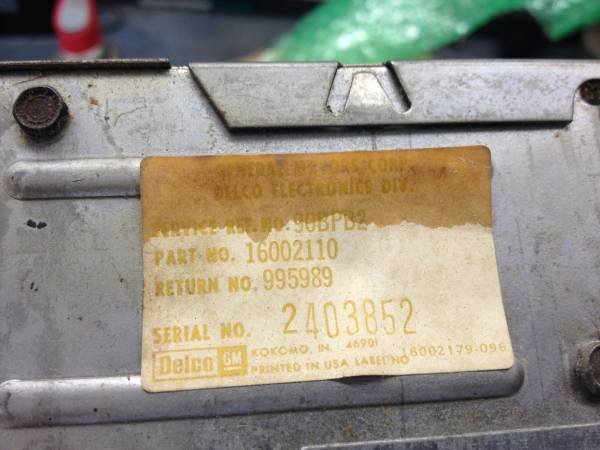 GENERAL MOTORS CORP.
DELCO ELECTRONICS DIV.
SERVICE REF. NO. 90BPB2
PART NO. 16002110
RETURN NO. 995989
SERIAL NO. 2403852
Delco GM KOKOMO, IN. 46901
PRINTED IN USA LABEL NO 16002179-096